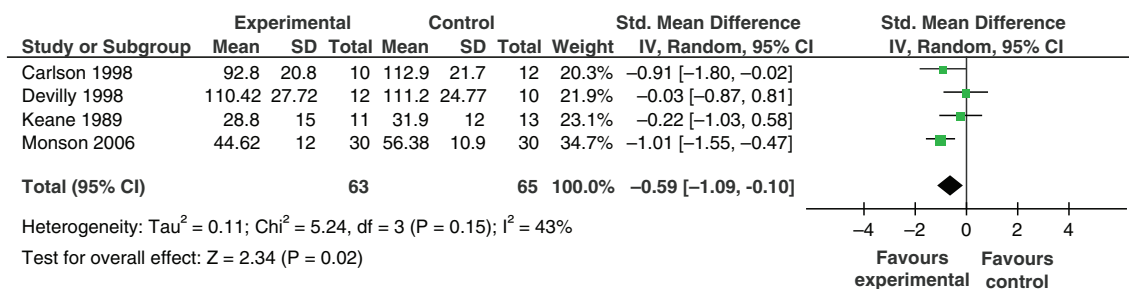 Experimental Control Std. Mean Difference Std. Mean Difference
Study or Subgroup Mean SD Total Mean SD Total Weight IV, Random, 95% CI IV, Random, 95% CI
Carlson 1998 92.8 20.8 10 112.9 21.7 12 20.3% –0.91 [–1.80, –0.02]
Devilly 1998 110.42 27.72 12 111.2 24.77 10 21.9% –0.03 [–0.87, 0.81]
Keane 1989 28.8 15 11 31.9 12 13 23.1% –0.22 [–1.03, 0.58]
Monson 2006 44.62 12 30 56.38 10.9 30 34.7% –1.01 [–1.55, –0.47]
Total (95% CI) 63 65 100.0% –0.59 [–1.09, -0.10]
Heterogeneity: Tau² = 0.11; Chi² = 5.24, df = 3 (P = 0.15); I² = 43%
Test for overall effect: Z = 2.34 (P = 0.02)
–4 –2 0 2 4
Favours Favours
experimental control